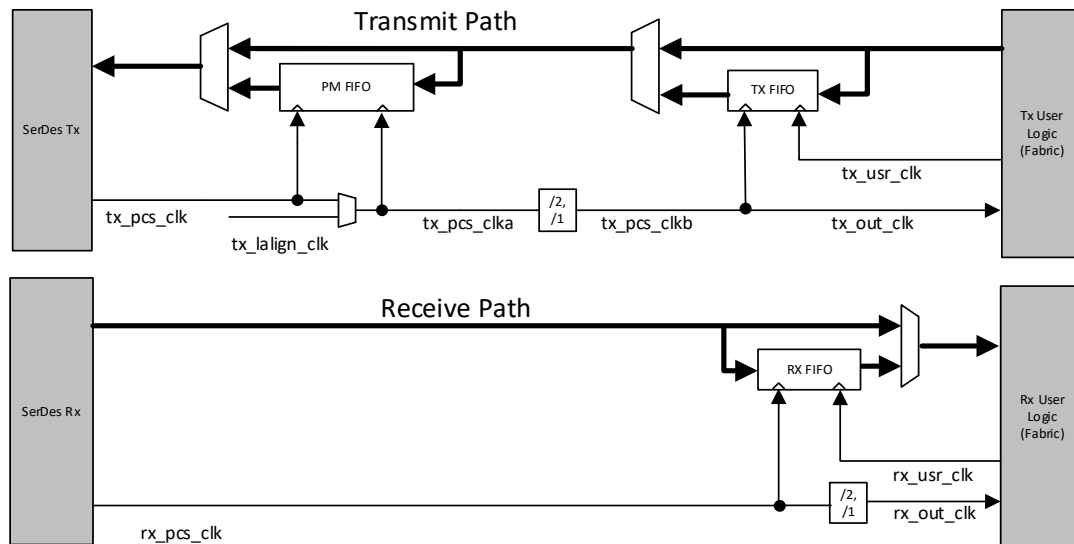 Transmit Path
SerDes Tx
PM FIFO
TX FIFO
Tx User
Logic
(Fabric)
tx_usr_clk
tx_pcs_clk
tx_lalign_clk
tx_pcs_clka
/2,
/1
tx_pcs_clkb
tx_out_clk
Receive Path
SerDes Rx
RX FIFO
Rx User
Logic
(Fabric)
rx_usr_clk
/2,
/1
rx_out_clk
rx_pcs_clk